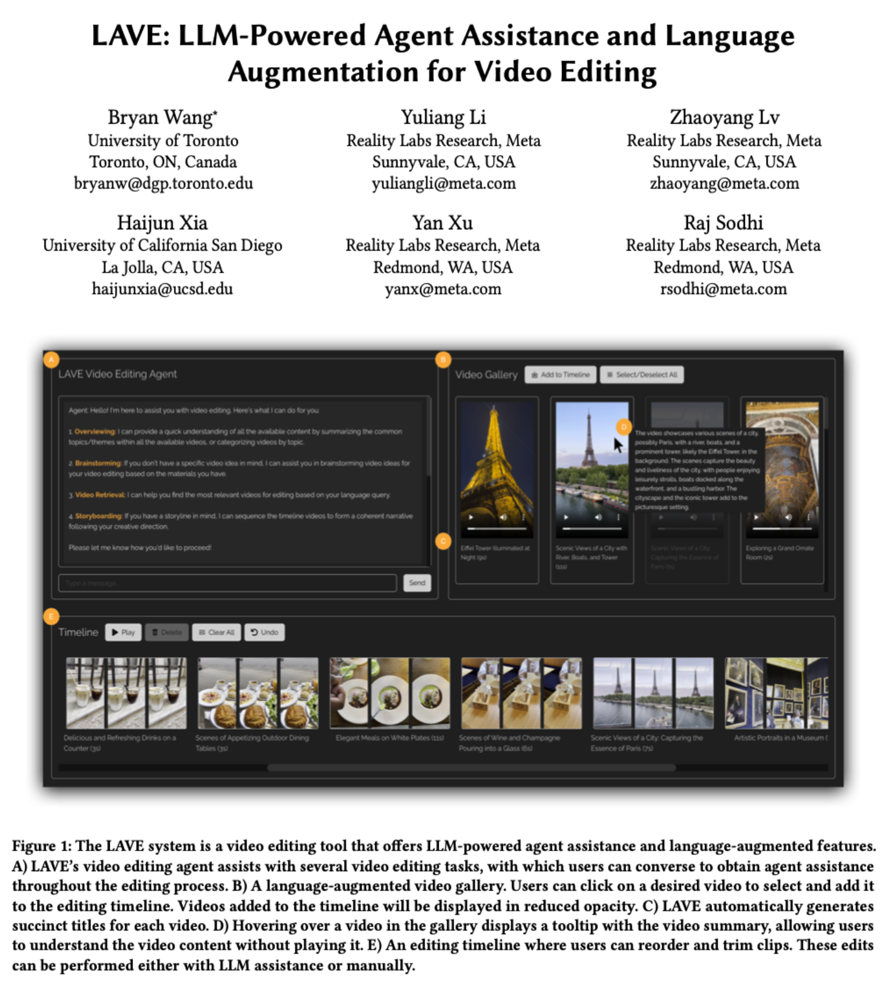 LAVE: LLM-Powered Agent Assistance and Language
Augmentation for Video Editing
Bryan Wang*
University of Toronto
Toronto, ON, Canada
bryanw@dgp.toronto.edu
Yuliang Li
Reality Labs Research, Meta
Sunnyvale, CA, USA
yuliangli@meta.com
Zhaoyang Lv
Reality Labs Research, Meta
Sunnyvale, CA, USA
zhaoyang@meta.com
Haijun Xia
University of California San Diego
La Jolla, CA, USA
haijunxia@ucsd.edu
Yan Xu
Reality Labs Research, Meta
Redmond, WA, USA
yanx@meta.com
Raj Sodhi
Reality Labs Research, Meta
Redmond, WA, USA
rsodhi@meta.com
A
LAVE Video Editing Agent
Agent: Hello! I'm here to assist you with video editing. Here's what I can do for you:
1. Overviewing: I can provide a quick understanding of all the available content by summarizing the common
topics/themes within all the available videos, or categorizing videos by topic.
2. Brainstorming: If you don't have a specific video idea in mind, I can assist you in brainstorming video ideas for
your video editing based on the materials you have.
3. Video Retrieval: I can help you find the most relevant videos for editing based on your language query.
4. Storyboarding: If you have a storyline in mind, I can sequence the timeline videos to form a coherent narrative
following your creative direction.
Please let me know how you'd like to proceed!
Type a message...
Send
B
Video Gallery
Add to Timeline
Select/Deselect All
D
The video showcases various scenes of a city,
possibly Paris, with a river, boats, and a
prominent tower, likely the Eiffel Tower, in the
background. The scenes capture the beauty
and liveliness of the city, with people enjoying
leisurely strolls, boats docked along the
waterfront, and a bustling harbor. The
cityscape and the iconic tower add to the
picturesque setting.
C
Eiffel Tower Illuminated at
Night (9s)
Scenic Views of a City with
River, Boats, and Tower
(11s)
Scenic Views of a City:
Capturing the Essence of
Paris (7s)
Exploring a Grand Ornate
Room (2s)
E
Timeline
Play
Delete
Clear All
Undo
Delicious and Refreshing Drinks on a
Counter (3s)
Scenes of Appetizing Outdoor Dining
Tables (3s)
Elegant Meals on White Plates (11s)
Scenes of Wine and Champagne
Pouring into a Glass (6s)
Scenic Views of a City: Capturing the
Essence of Paris (7s)
Artistic Portraits in a Museum (
Figure 1: The LAVE system is a video editing tool that offers LLM-powered agent assistance and language-augmented features.
A) LAVE's video editing agent assists with several video editing tasks, with which users can converse to obtain agent assistance
throughout the editing process. B) A language-augmented video gallery. Users can click on a desired video to select and add it
to the editing timeline. Videos added to the timeline will be displayed in reduced opacity. C) LAVE automatically generates
succinct titles for each video. D) Hovering over a video in the gallery displays a tooltip with the video summary, allowing users
to understand the video content without playing it. E) An editing timeline where users can reorder and trim clips. These edits
can be performed either with LLM assistance or manually.